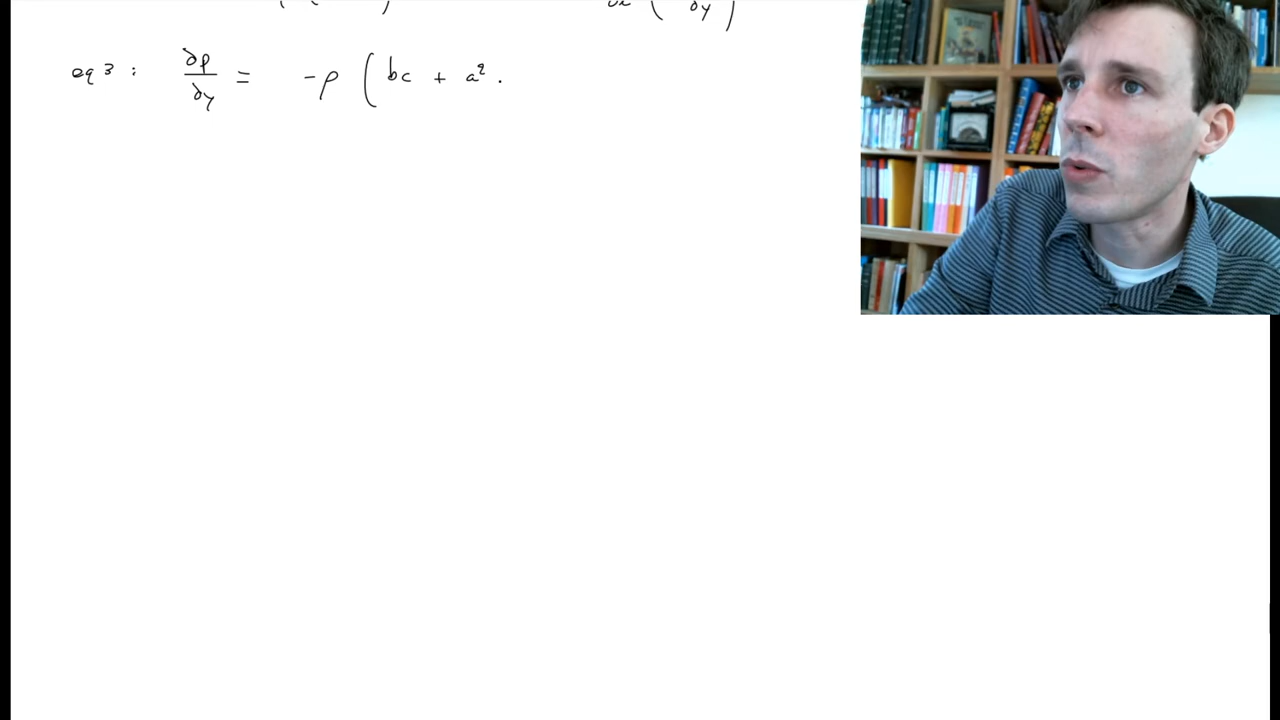 ∂x ( ∂y )
eq 3 : ∂p/∂y = -ρ ( bc + a² .